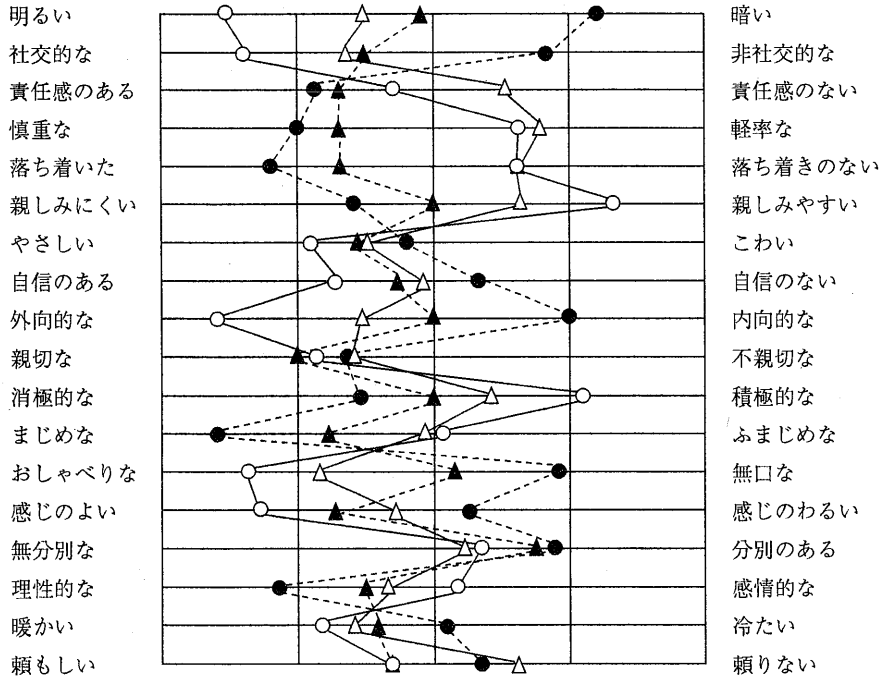 明るい 暗い
社交的な 非社交的な
責任感のある 責任感のない
慎重な 軽率な
落ち着いた 落ち着きのない
親しみにくい 親しみやすい
やさしい こわい
自信のある 自信のない
外向的な 内向的な
親切な 不親切な
消極的な 積極的な
まじめな ふまじめな
おしゃべりな 無口な
感じのよい 感じのわるい
無分別な 分別のある
理性的な 感情的な
暖かい 冷たい
頼もしい 頼りない